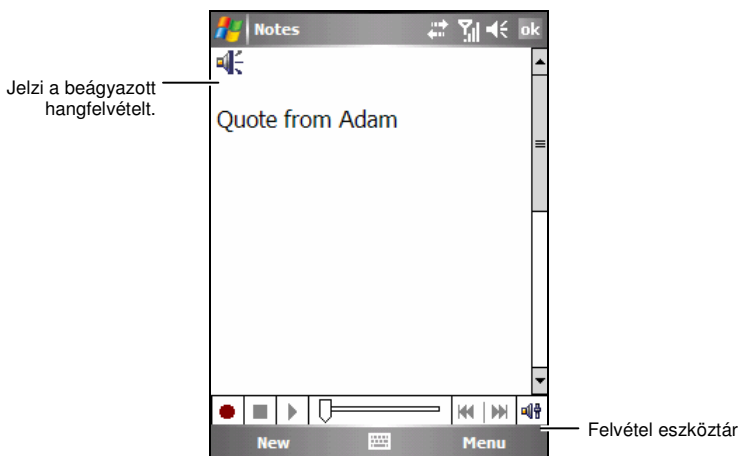 Notes
ok
Jelzi a beágyazott
hangfelvételt.
Quote from Adam
Felvétel eszköztár
New
Menu